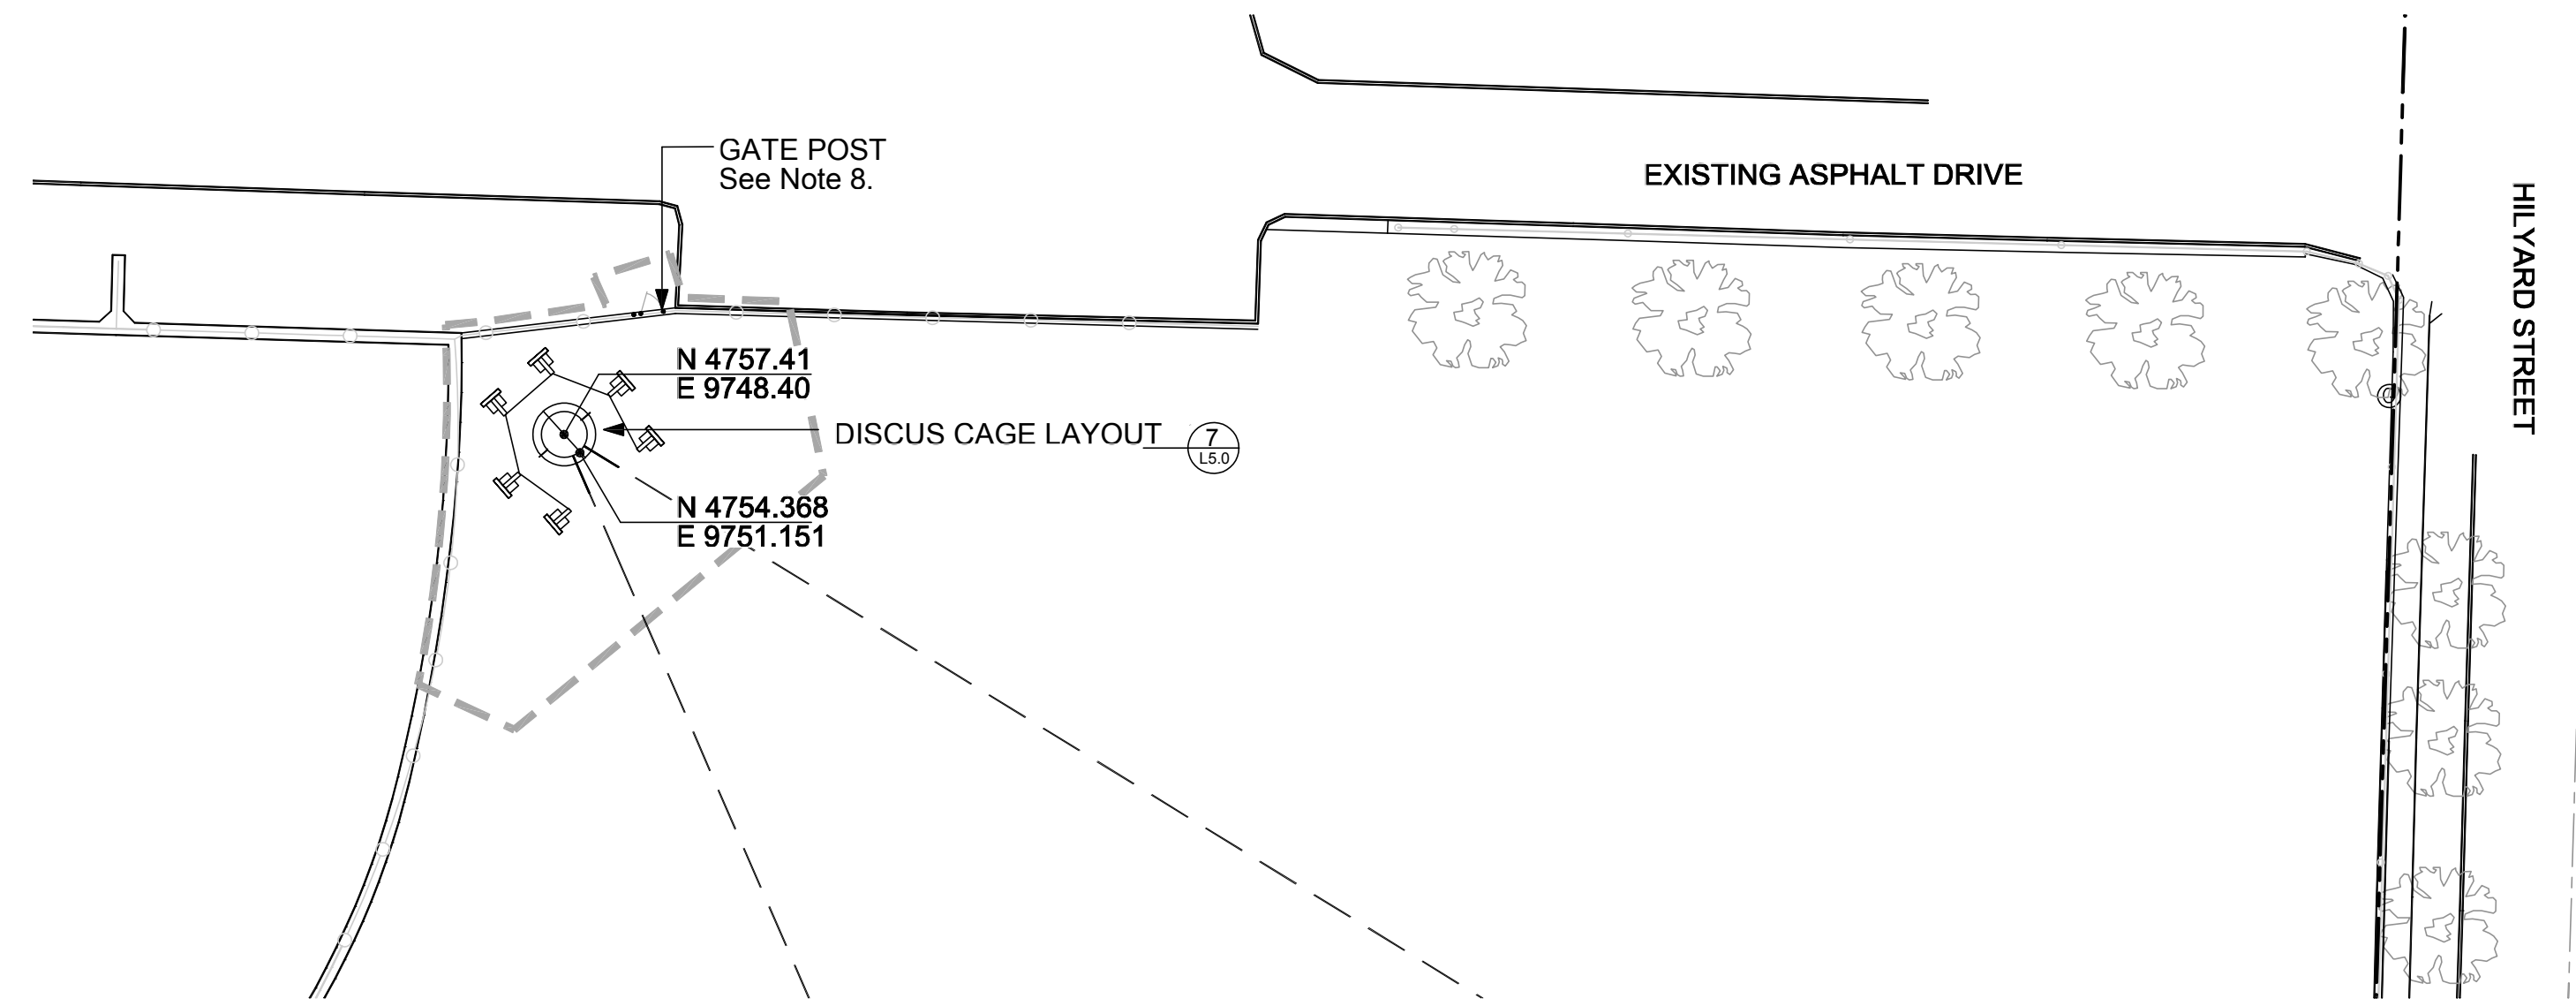 GATE POST
See Note 8.
EXISTING ASPHALT DRIVE
HILYARD STREET
N 4757.41
E 9748.40
@
DISCUS CAGE LAYOUT
7
L5.0
N 4754.368
E 9751.151